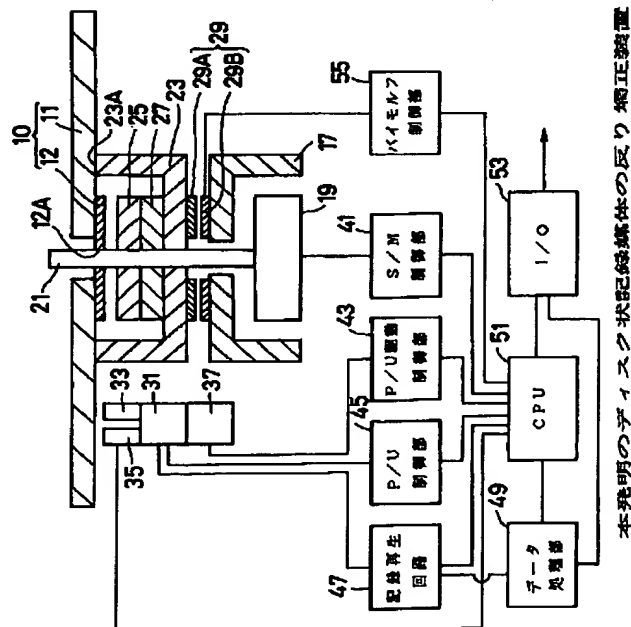 10
12 11
12A 23A
21 25
27
23
29A
29
29B
17
19
33
35
31
37
55
バイモルフ
制御部
41
S/M
制御部
43
P/U駆動
制御部
45
P/U
制御部
47
記録再生
回路
49
データ
処理部
51
CPU
53
I/O
本発明のディスク状記録媒体の反り矯正装置